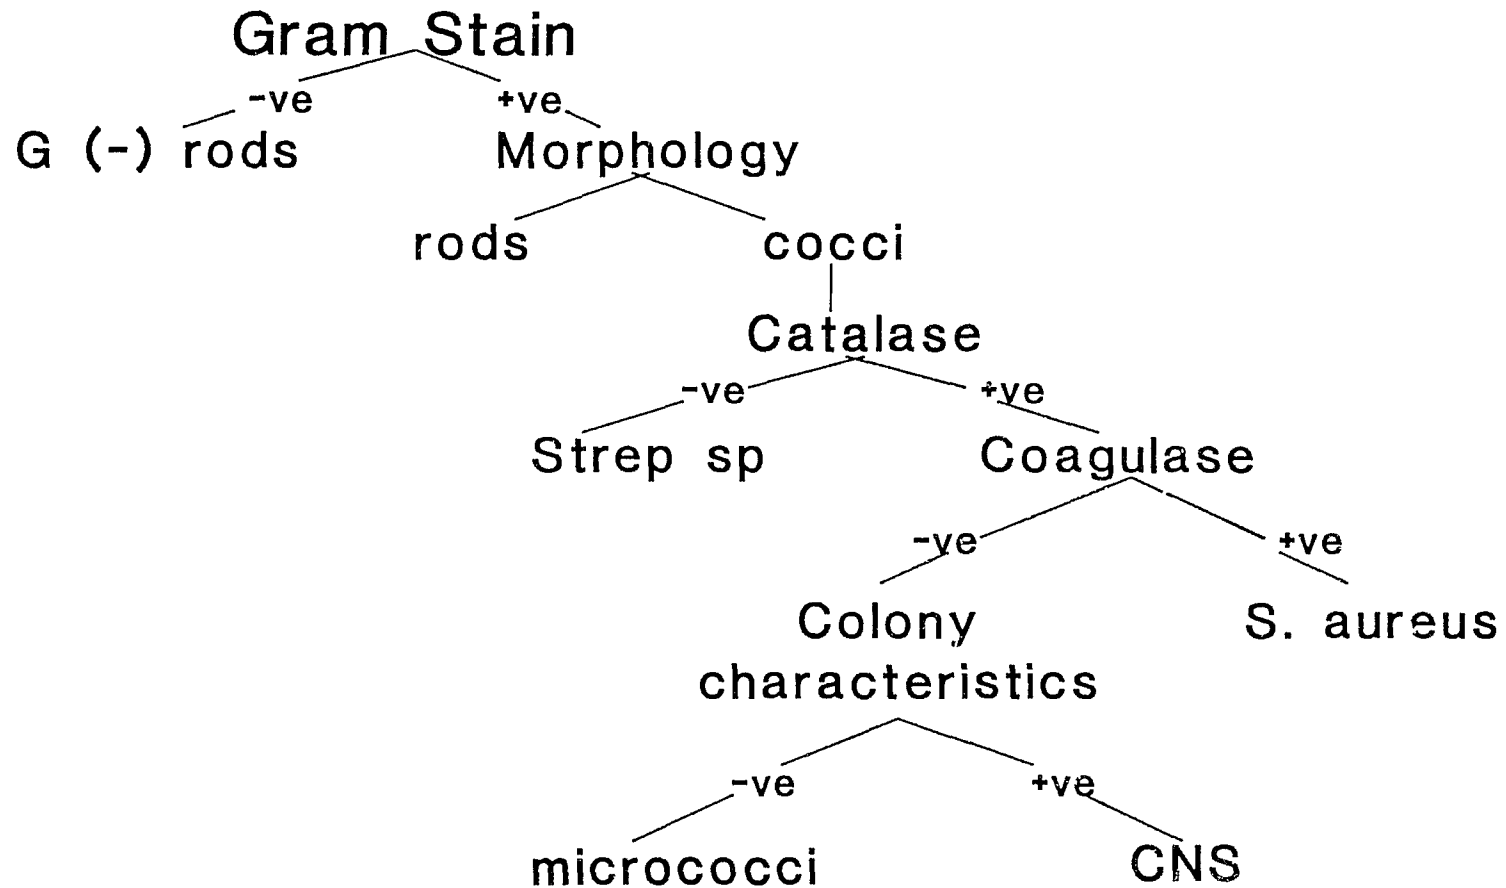 Gram Stain
-ve +ve
G (-) rods Morphology
rods cocci
Catalase
-ve +ve
Strep sp Coagulase
-ve +ve
Colony S. aureus
characteristics
-ve +ve
micrococci CNS